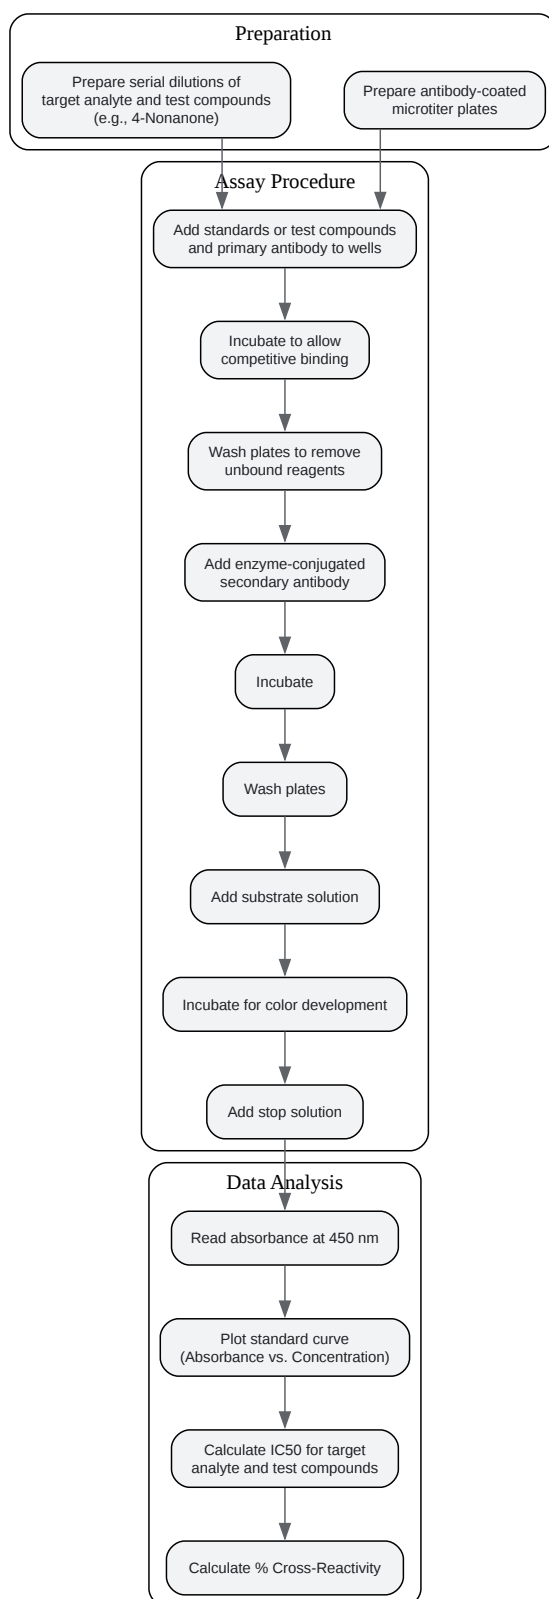 Preparation
Prepare serial dilutions of
target analyte and test compounds
(e.g., 4-Nonanone)
Prepare antibody-coated
microtiter plates
Assay Procedure
Add standards or test compounds
and primary antibody to wells
Incubate to allow
competitive binding
Wash plates to remove
unbound reagents
Add enzyme-conjugated
secondary antibody
Incubate
Wash plates
Add substrate solution
Incubate for color development
Add stop solution
Data Analysis
Read absorbance at 450 nm
Plot standard curve
(Absorbance vs. Concentration)
Calculate IC50 for target
analyte and test compounds
Calculate % Cross-Reactivity